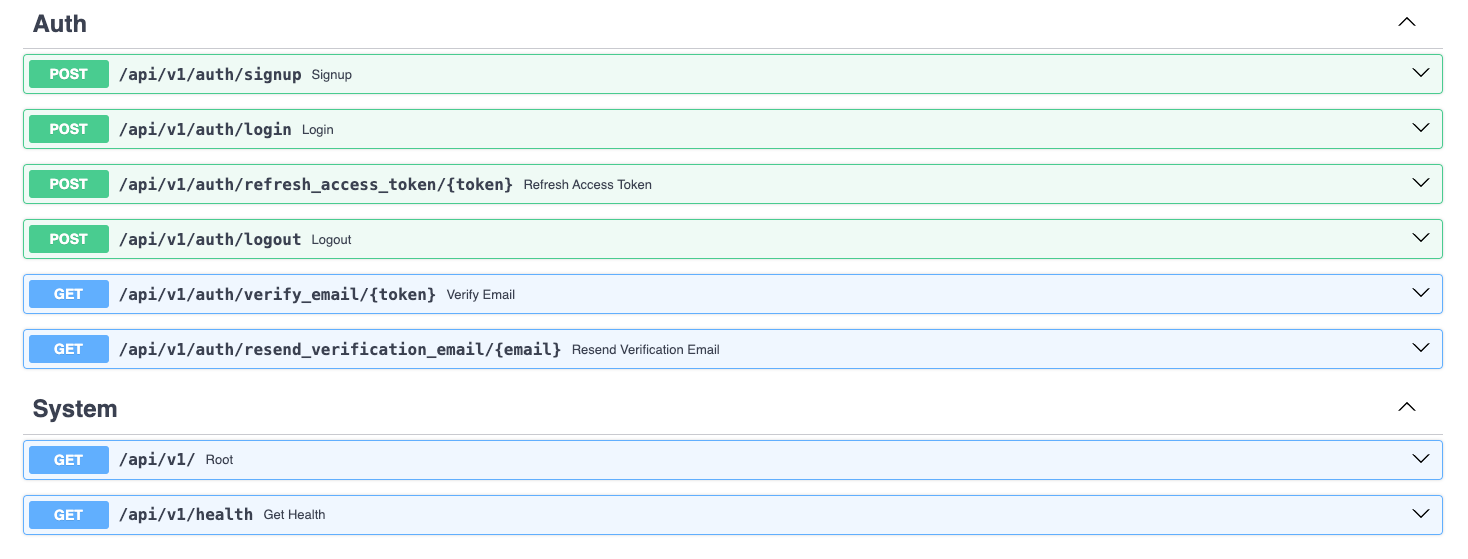 Auth
POST /api/v1/auth/signup Signup
POST /api/v1/auth/login Login
POST /api/v1/auth/refresh_access_token/{token} Refresh Access Token
POST /api/v1/auth/logout Logout
GET /api/v1/auth/verify_email/{token} Verify Email
GET /api/v1/auth/resend_verification_email/{email} Resend Verification Email
System
GET /api/v1/ Root
GET /api/v1/health Get Health